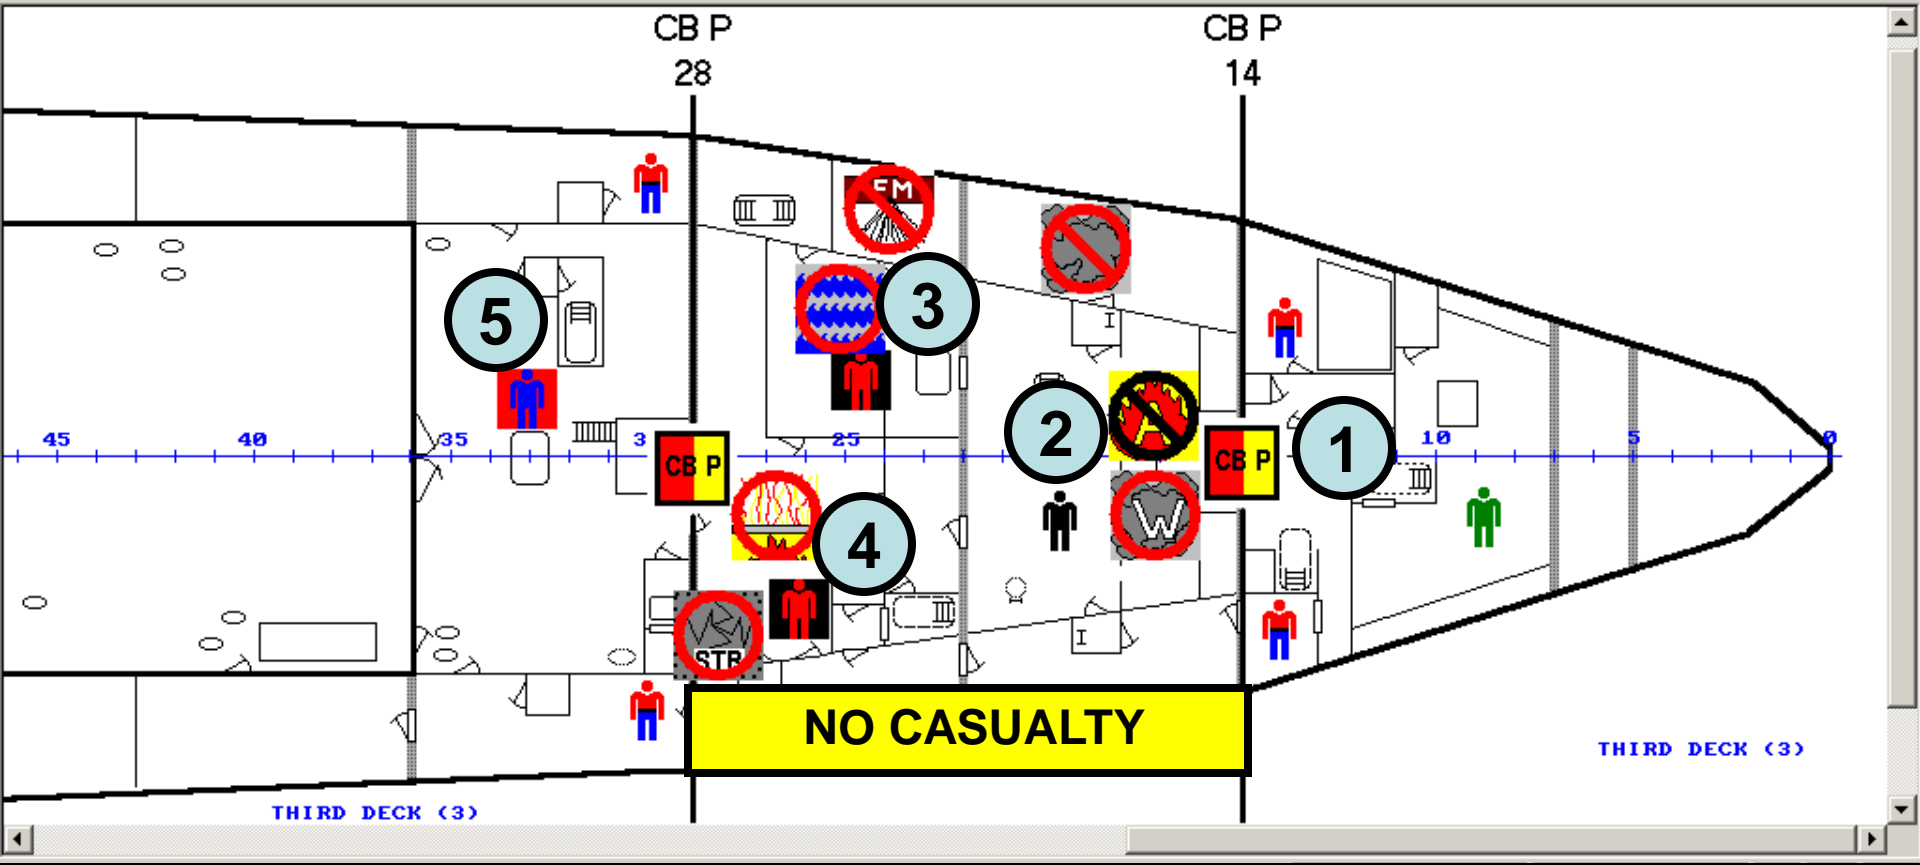 CB P
28
CB P
14
FM
3
5
I
2
A
1
45
40
35
3
25
10
5
0
CB P
CB P
W
4
STR
I
NO CASUALTY
THIRD DECK (3)
THIRD DECK (3)